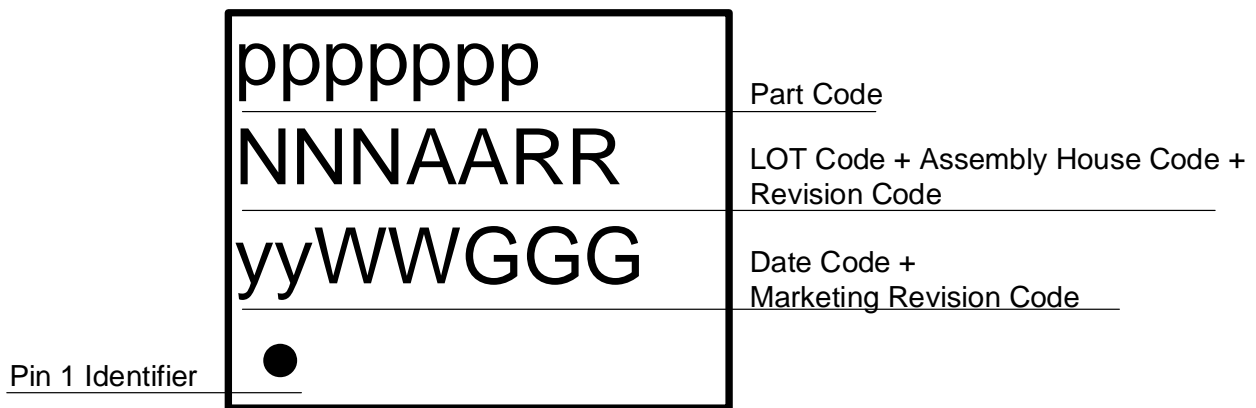 ppppppp
Part Code
NNNAARR
LOT Code + Assembly House Code +
Revision Code
yyWWGGG
Date Code +
Marketing Revision Code
Pin 1 Identifier